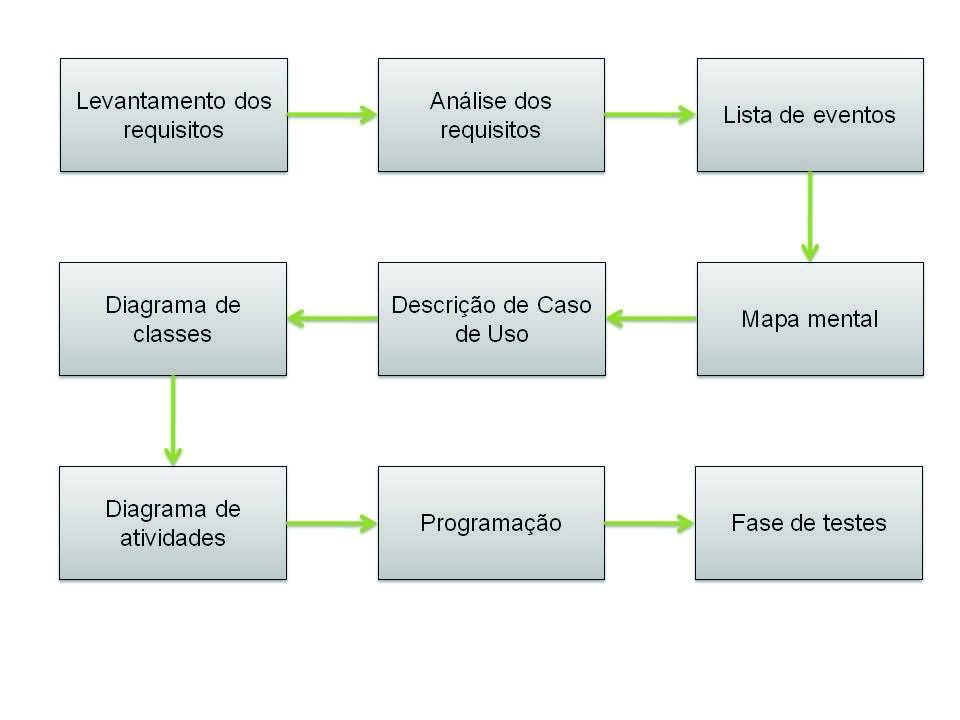 Levantamento dos
requisitos
Análise dos
requisitos
Lista de eventos
Diagrama de
classes
Descrição de Caso
de Uso
Mapa mental
Diagrama de
atividades
Programação
Fase de testes